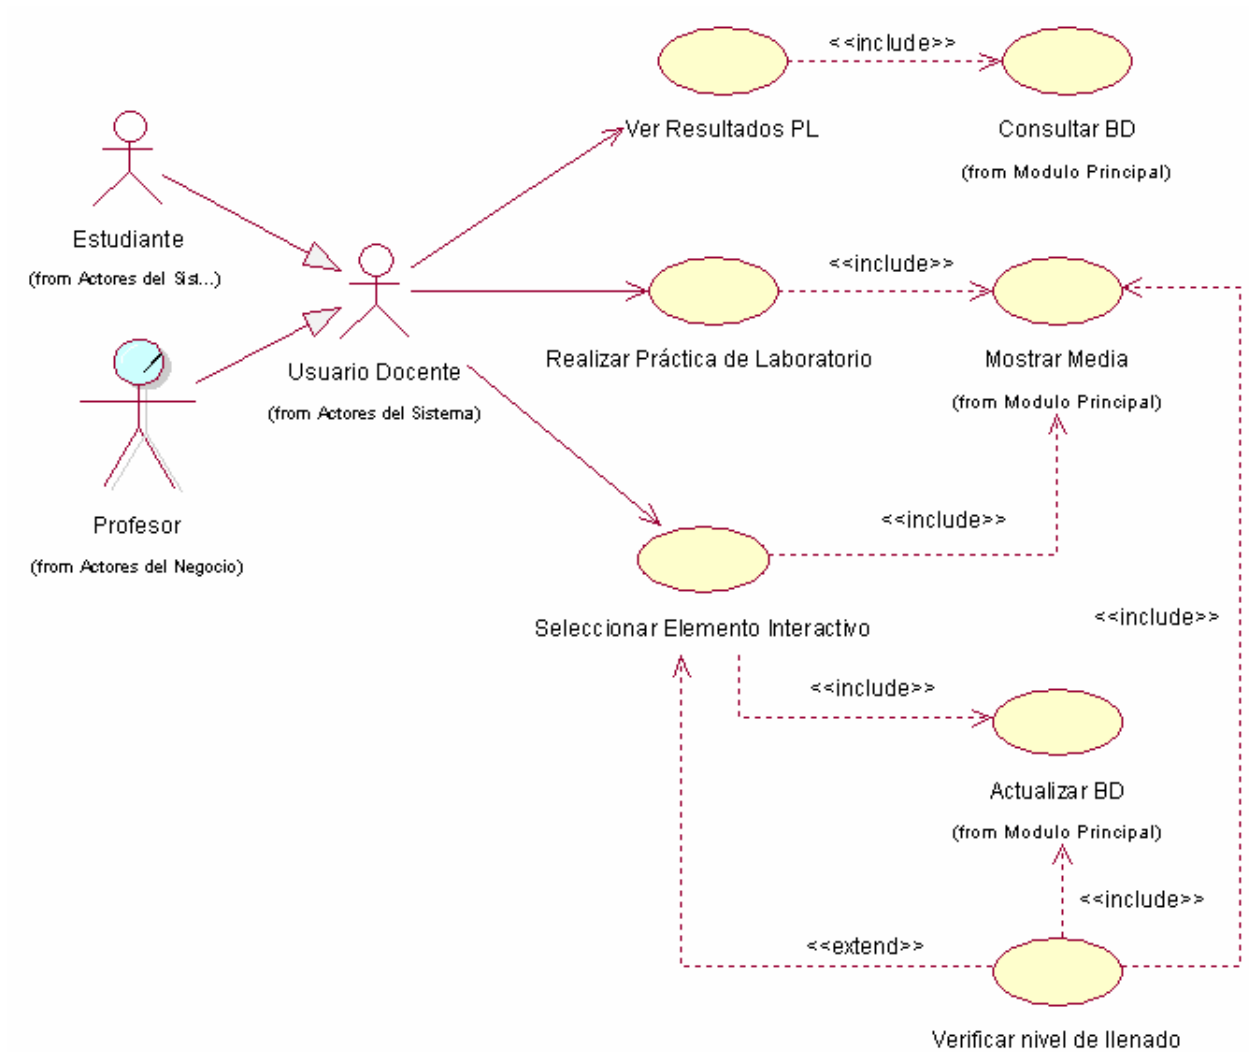 <<include>>
Ver Resultados PL
Consultar BD
(from Modulo Principal)
Estudiante
(from Actores del Sist...)
<<include>>
Usuario Docente
(from Actores del Sistema)
Realizar Práctica de Laboratorio
Mostrar Media
(from Modulo Principal)
Profesor
(from Actores del Negocio)
<<include>>
Seleccionar Elemento Interactivo
<<include>>
<<include>>
Actualizar BD
(from Modulo Principal)
<<include>>
<<extend>>
Verificar nivel de llenado